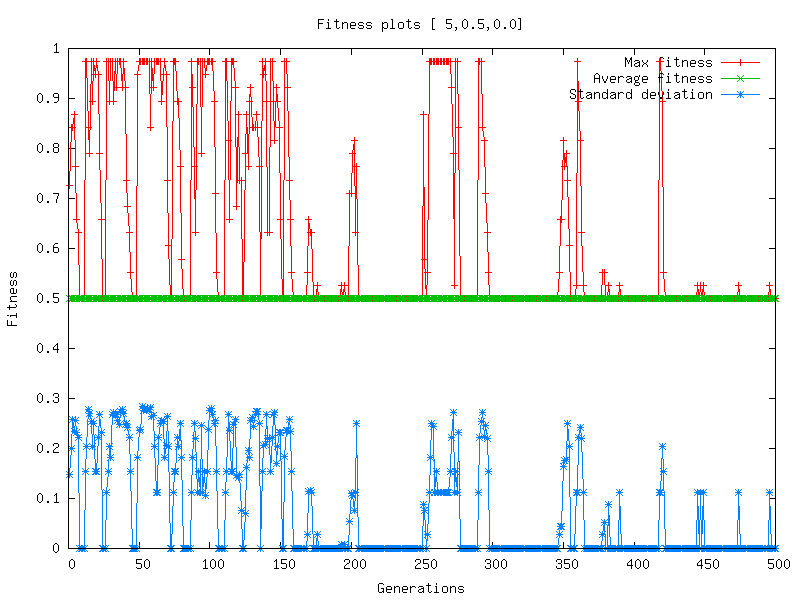 Fitness plots [ 5,0.5,0.0]
Max fitness
Average fitness
Standard deviation
1
0.9
0.8
0.7
0.6
0.5
0.4
0.3
0.2
0.1
0
Fitness
0 50 100 150 200 250 300 350 400 450 500
Generations